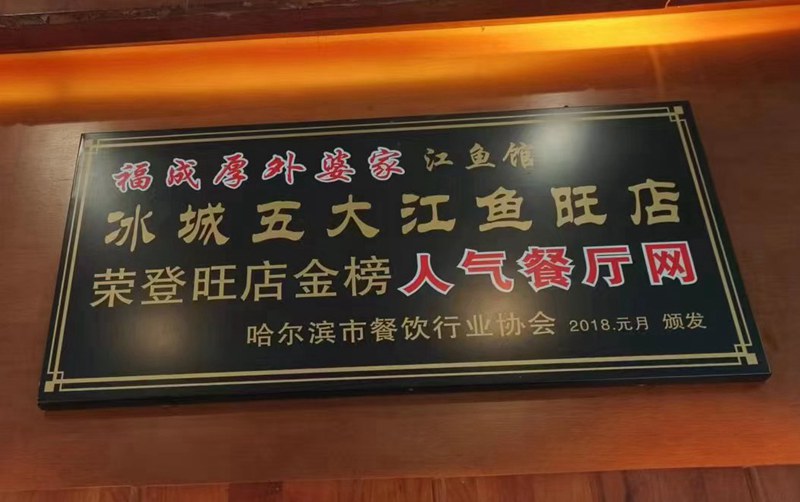 福成厚外婆家 江鱼馆
冰城五大江鱼旺店
荣登旺店金榜人气餐厅网
哈尔滨市餐饮行业协会 2018.元月 颁发